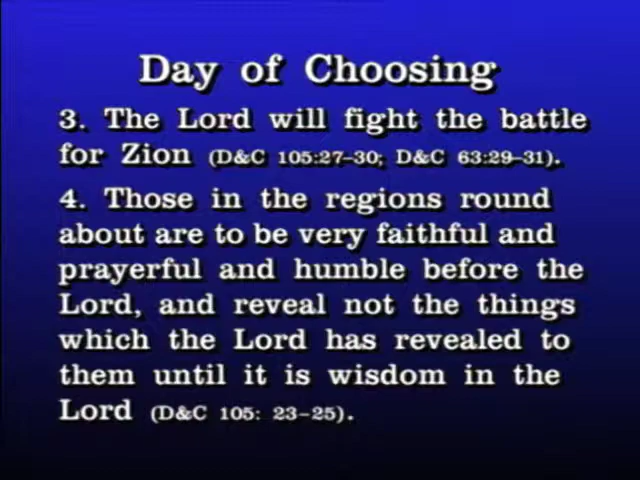 Day of Choosing
3. The Lord will fight the battle
for Zion (D&C 105:27-30; D&C 63:29-31).
4. Those in the regions round
about are to be very faithful and
prayerful and humble before the
Lord, and reveal not the things
which the Lord has revealed to
them until it is wisdom in the
Lord (D&C 105: 23-25).